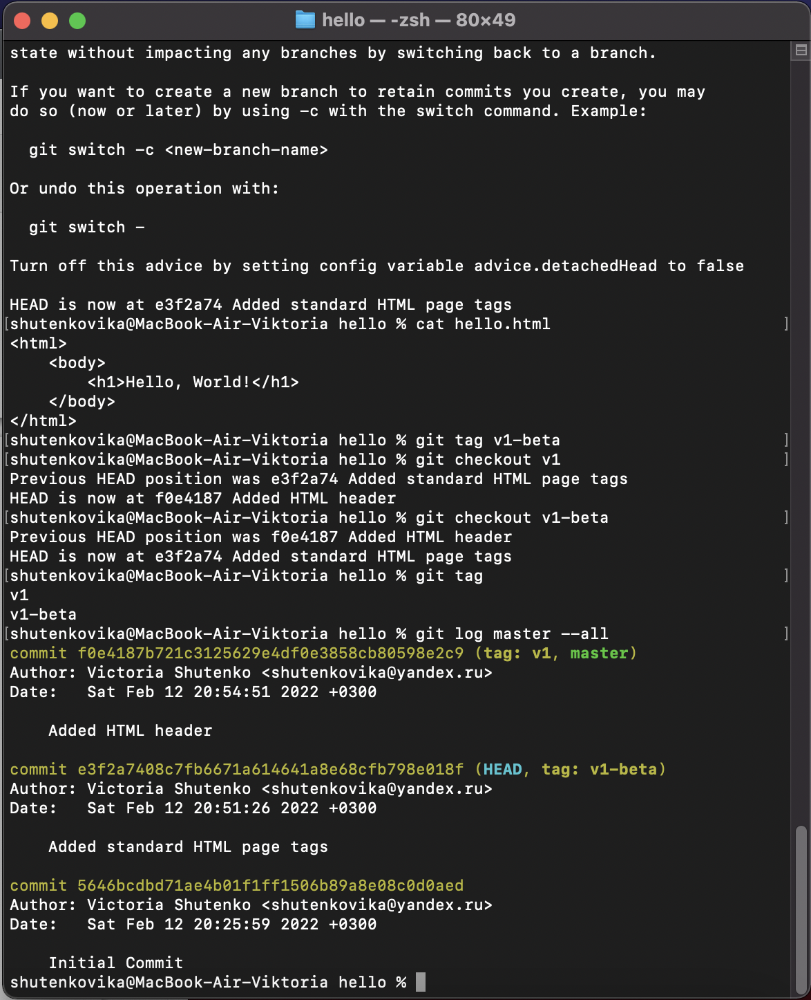 hello — -zsh — 80×49
state without impacting any branches by switching back to a branch.
If you want to create a new branch to retain commits you create, you may
do so (now or later) by using -c with the switch command. Example:
  git switch -c <new-branch-name>
Or undo this operation with:
  git switch -
Turn off this advice by setting config variable advice.detachedHead to false
HEAD is now at e3f2a74 Added standard HTML page tags
[shutenkovika@MacBook-Air-Viktoria hello % cat hello.html ]
<html>
    <body>
        <h1>Hello, World!</h1>
    </body>
</html>
[shutenkovika@MacBook-Air-Viktoria hello % git tag v1-beta ]
[shutenkovika@MacBook-Air-Viktoria hello % git checkout v1 ]
Previous HEAD position was e3f2a74 Added standard HTML page tags
HEAD is now at f0e4187 Added HTML header
[shutenkovika@MacBook-Air-Viktoria hello % git checkout v1-beta ]
Previous HEAD position was f0e4187 Added HTML header
HEAD is now at e3f2a74 Added standard HTML page tags
[shutenkovika@MacBook-Air-Viktoria hello % git tag ]
v1
v1-beta
[shutenkovika@MacBook-Air-Viktoria hello % git log master --all ]
commit f0e4187b721c3125629e4df0e3858cb80598e2c9 (tag: v1, master)
Author: Victoria Shutenko <shutenkovika@yandex.ru>
Date:   Sat Feb 12 20:54:51 2022 +0300
    Added HTML header
commit e3f2a7408c7fb6671a614641a8e68cfb798e018f (HEAD, tag: v1-beta)
Author: Victoria Shutenko <shutenkovika@yandex.ru>
Date:   Sat Feb 12 20:51:26 2022 +0300
    Added standard HTML page tags
commit 5646bcdbd71ae4b01f1ff1506b89a8e08c0d0aed
Author: Victoria Shutenko <shutenkovika@yandex.ru>
Date:   Sat Feb 12 20:25:59 2022 +0300
    Initial Commit
shutenkovika@MacBook-Air-Viktoria hello %